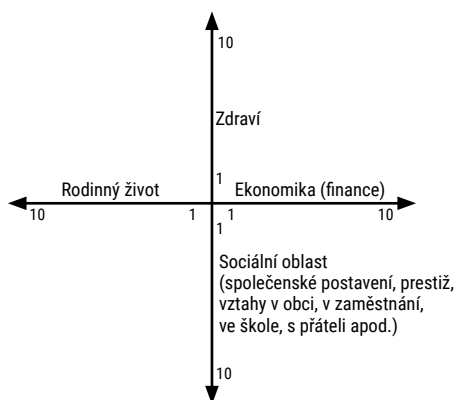 10
Zdraví
1
Rodinný život
Ekonomika (finance)
10
1
1
10
1
Sociální oblast
(společenské postavení, prestiž,
vztahy v obci, v zaměstnání,
ve škole, s přáteli apod.)
10